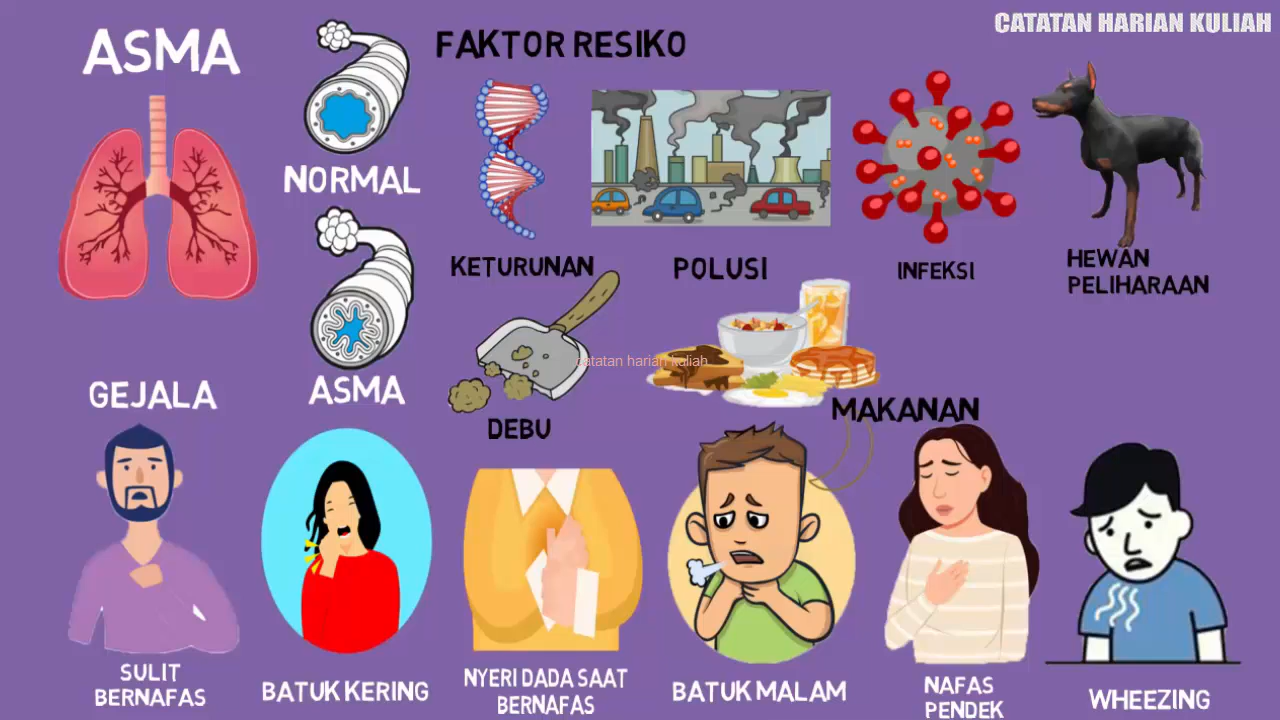 CATATAN HARIAN KULIAH
ASMA
FAKTOR RESIKO
NORMAL
KETURUNAN
POLUSI
INFEKSI
HEWAN
PELIHARAAN
catatan harian kuliah
GEJALA
ASMA
DEBU
MAKANAN
SULIT
BERNAFAS
BATUK KERING
NYERI DADA SAAT
BERNAFAS
BATUK MALAM
NAFAS
PENDEK
WHEEZING